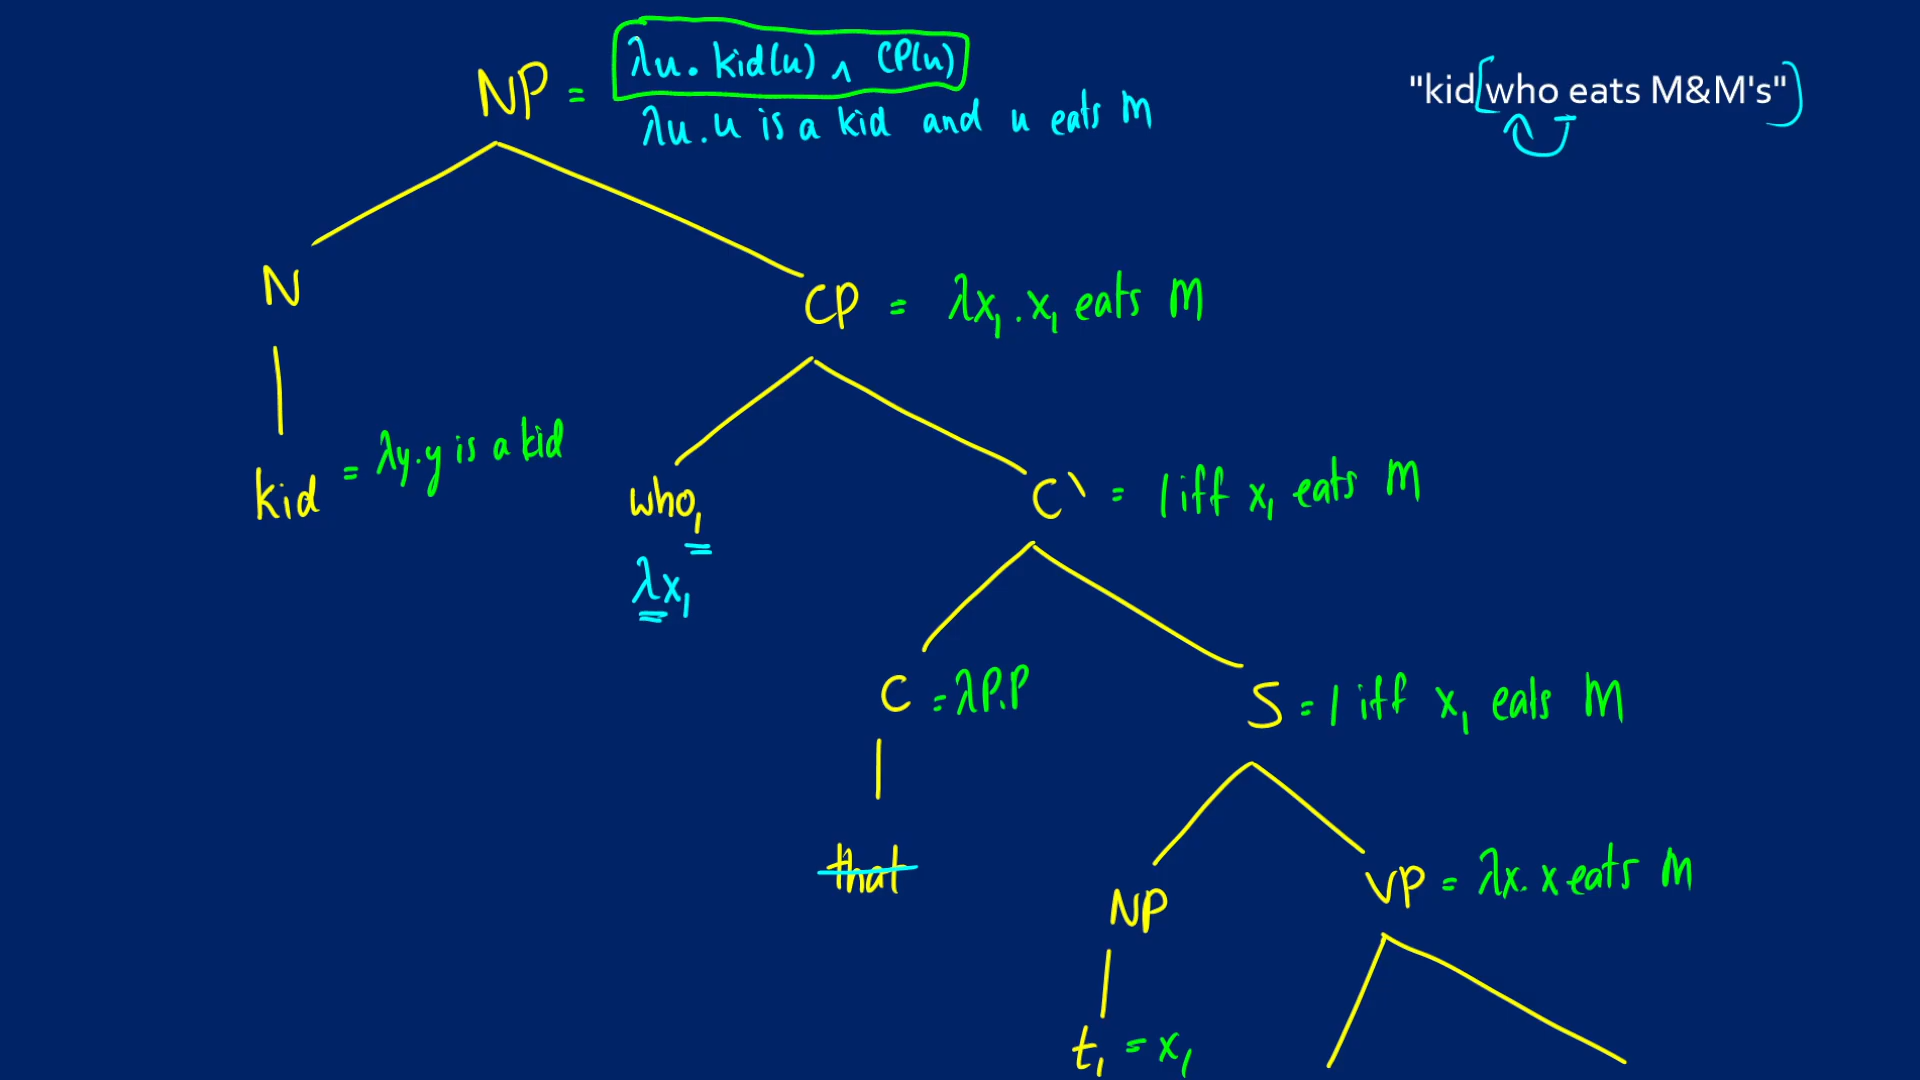 λu. kid(u) ∧ CP(u)
"kid [who eats M&M's"]
NP =
λu. u is a kid and u eats M
N
CP = λx₁. x₁ eats M
kid = λy. y is a kid
who₁
C' = 1 iff x₁ eats M
λx₁
C = λP.P
S = 1 iff x₁ eats M
that
NP
VP = λx. x eats M
t₁ = x₁